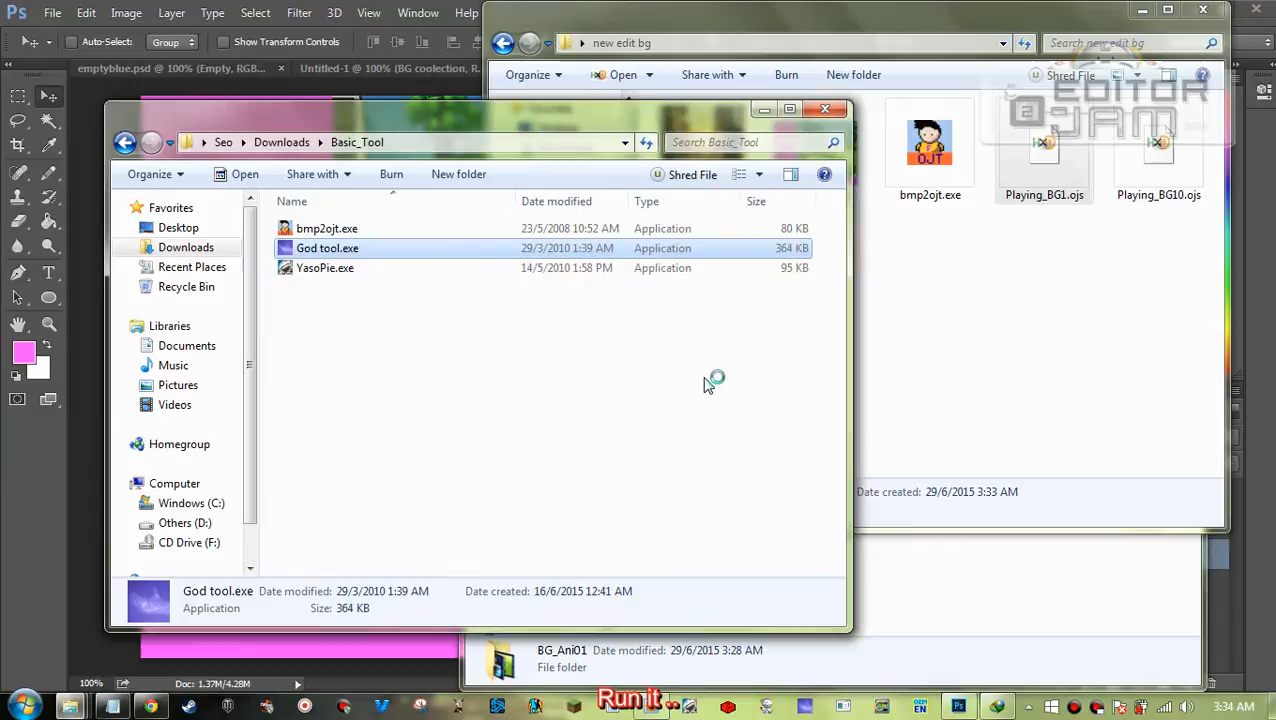 Ps File Edit Image Layer Type Select Filter View Window Help
Auto-Select: Group Show Transform Controls
emptyblue.psd @ 100% (Empty, RGB... × Untitled-1 @ 100% (BG coolection, R
new edit bg
Search new edit bg
Organize Open Share with Burn New folder Shred File
EDITOR
JAM
OJT
bmp2ojt.exe Playing_BG1.ojs Playing_BG10.ojs
Seo Downloads Basic_Tool
Search Basic_Tool
Organize Open Share with Burn New folder Shred File
Name Date modified Type Size
Favorites
Desktop
Downloads
Recent Places
Recycle Bin
Libraries
Documents
Music
Pictures
Videos
Homegroup
Computer
Windows (C:)
Others (D:)
CD Drive (F:)
bmp2ojt.exe 23/5/2008 10:52 AM Application 80 KB
God tool.exe 29/3/2010 1:39 AM Application 364 KB
YasoPie.exe 14/5/2010 1:58 PM Application 95 KB
Date created: 29/6/2015 3:33 AM
God tool.exe Date modified: 29/3/2010 1:39 AM Date created: 16/6/2015 12:41 AM
Application Size: 364 KB
BG_Ani01 Date modified: 29/6/2015 3:28 AM
File folder
100% Doc: 1.37M/4.28M
Run it ..
EN
Ps
3:34 AM